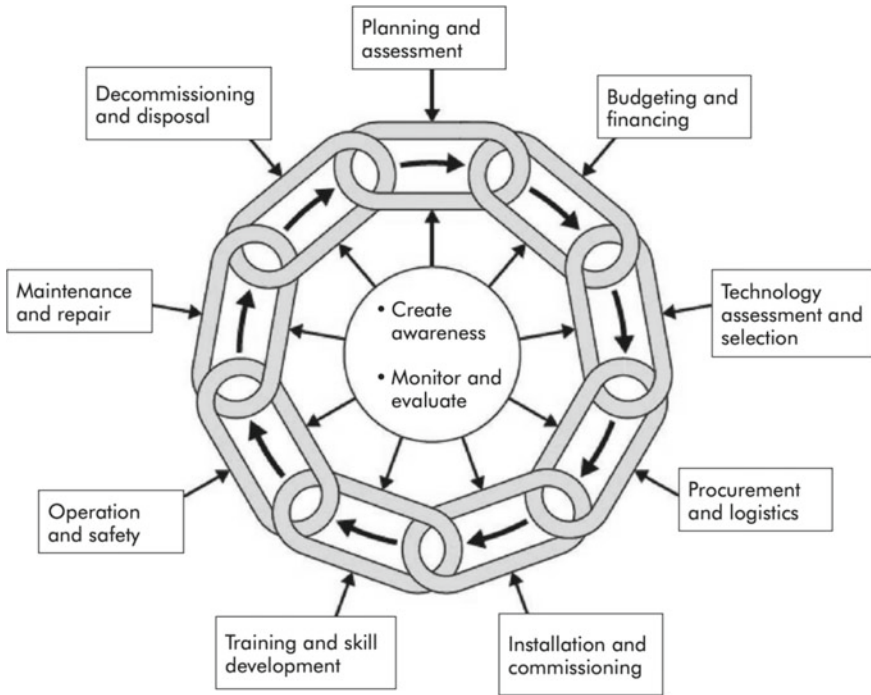 Planning and
assessment
Budgeting and
financing
Technology
assessment and
selection
Procurement
and logistics
Installation and
commissioning
Training and skill
development
Operation
and safety
Maintenance
and repair
Decommissioning
and disposal
• Create
awareness
• Monitor and
evaluate